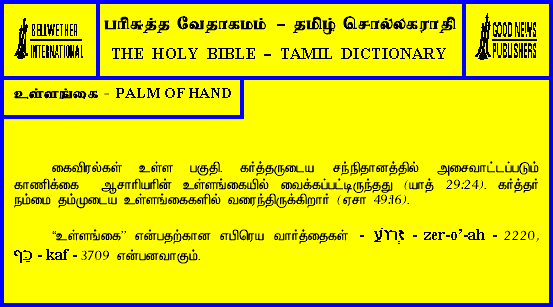 BELLWETHER
INTERNATIONAL
பரிசுத்த வேதாகமம் – தமிழ் சொல்லகராதி
THE HOLY BIBLE – TAMIL DICTIONARY
GOOD NEWS
PUBLISHERS
உள்ளங்கை - PALM OF HAND
கைவிரல்கள் உள்ள பகுதி. கர்த்தருடைய சந்நிதானத்தில் அசைவாட்டப்படும்
காணிக்கை ஆசாரியரின் உள்ளங்கையில் வைக்கப்பட்டிருந்தது (யாத் 29:24). கர்த்தர்
நம்மை தம்முடைய உள்ளங்கைகளில் வரைந்திருக்கிறார் (ஏசா 49:16).
“உள்ளங்கை” என்பதற்கான எபிரெய வார்த்தைகள் - זְרוֹעַ - zer-o’-ah - 2220,
כַּף - kaf - 3709 என்பனவாகும்.